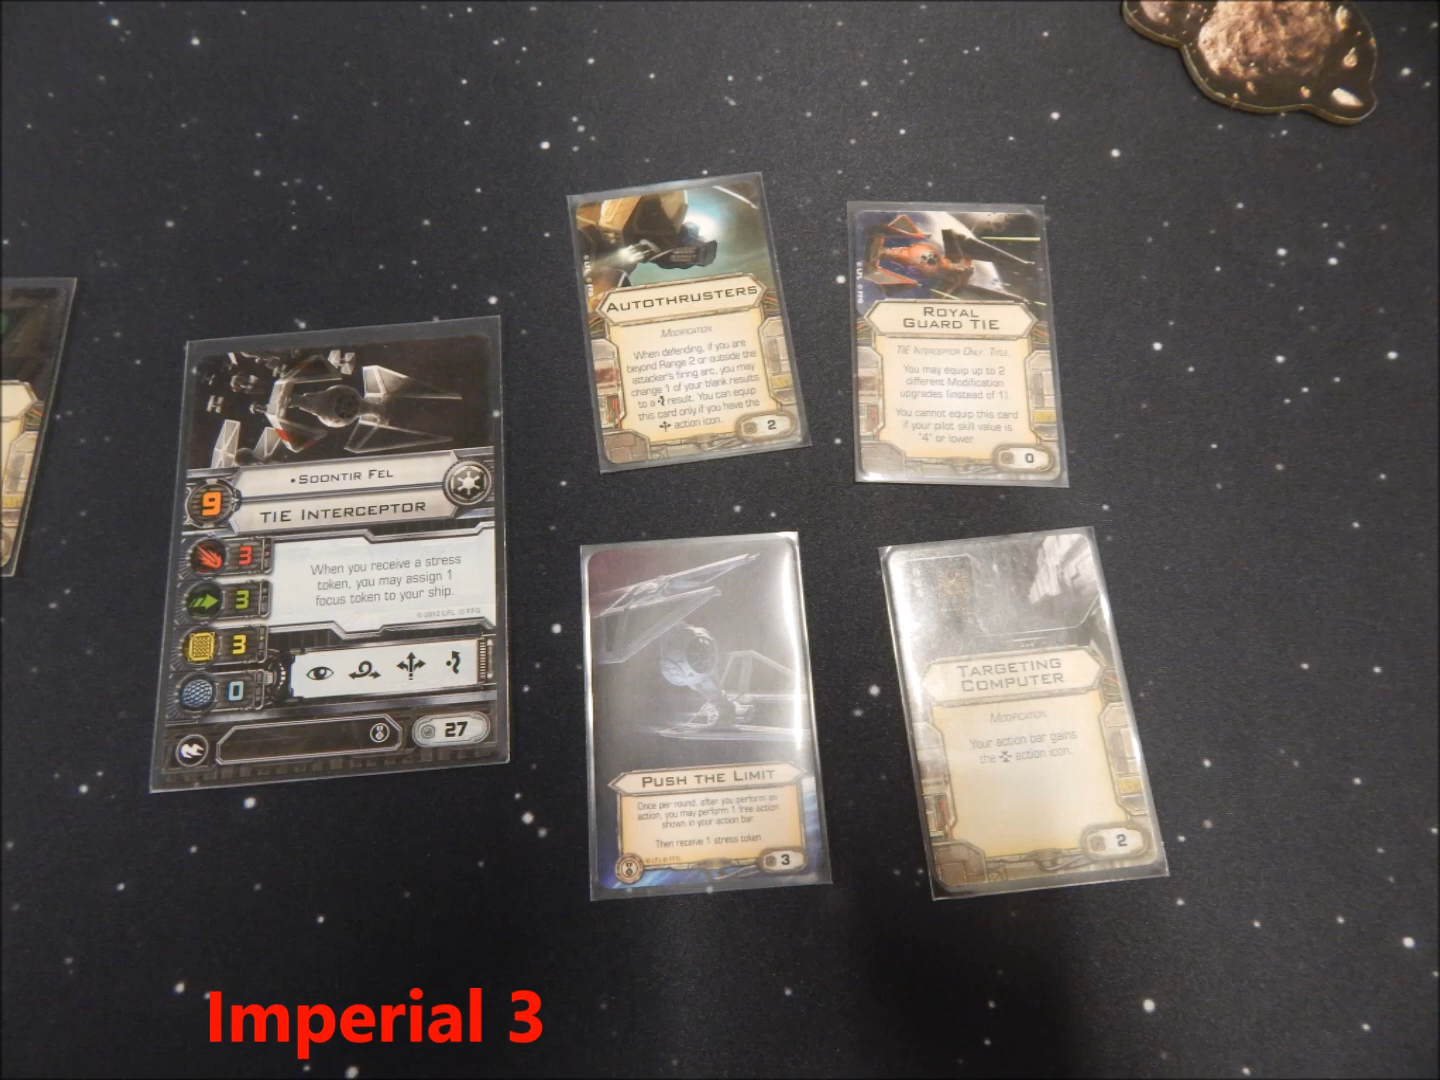 • Soontir Fel
9
TIE Interceptor
3
3
3
0
When you receive a stress
token, you may assign 1
focus token to your ship.
27
Autothrusters
Modification.
When defending, if you are
beyond Range 2 or outside the
attacker's firing arc, you may
change 1 of your blank results
to a result. You can equip
this card only if you have the
action icon.
2
Royal
Guard TIE
TIE Interceptor Only. Title.
You may equip up to 2
different Modification
upgrades (instead of 1).
You cannot equip this card
if your pilot skill value is
"4" or lower.
0
Push the Limit
Once per round, after you perform an
action, you may perform 1 free action
shown in your action bar.
Then receive 1 stress token.
3
Targeting
Computer
Modification.
Your action bar gains
the action icon.
2
Imperial 3